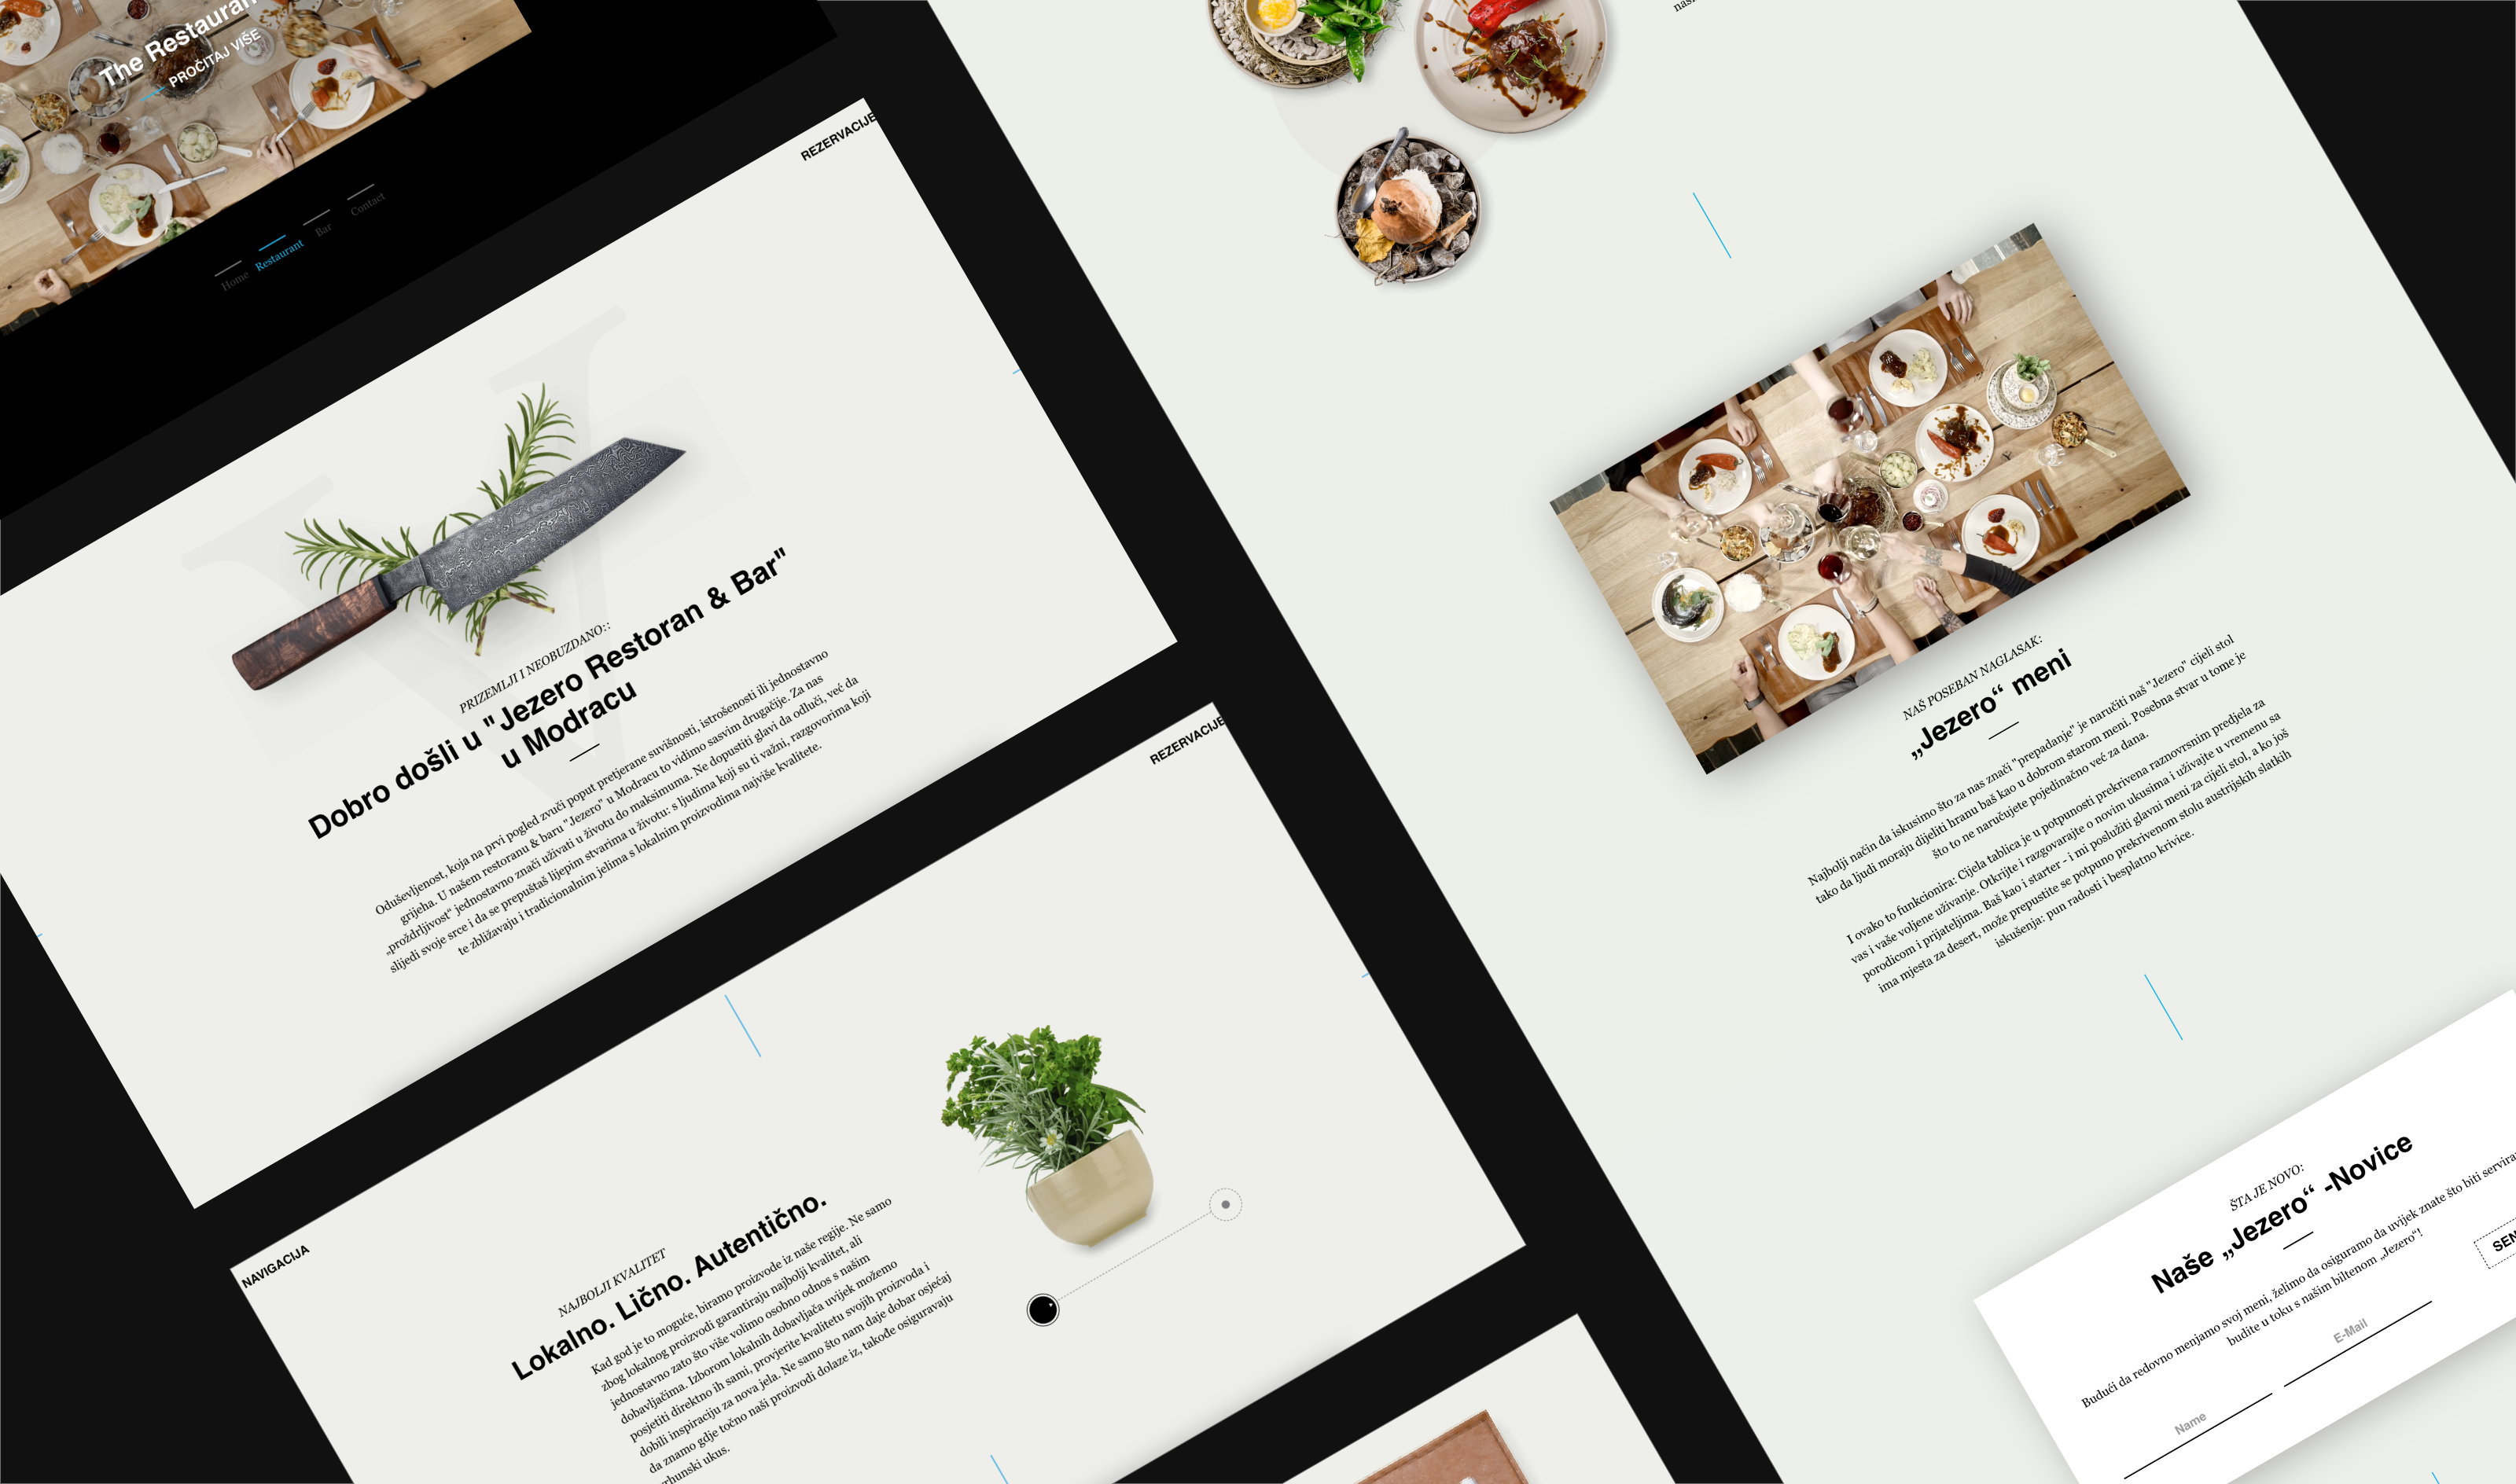 The Restauran
PROČITAJ VIŠE
Home
Restaurant
Bar
Contact
REZERVACIJE
PRIZEMLJI I NEOBUZDANO::
Dobro došli u "Jezero Restoran & Bar"
u Modracu
Oduševljenost, koja na prvi pogled zvuči poput pretjerane suvišnosti, istrošenosti ili jednostavno
grijeha. U našem restoranu & baru "Jezero" u Modracu to vidimo sasvim drugačije. Za nas
„proždrljivost“ jednostavno znači uživati u životu do maksimuma. Ne dopustiti glavi da odluči, već da
slijedi svoje srce i da se prepuštaš lijepim stvarima u životu: s ljudima koji su ti važni, razgovorima koji
te zbližavaju i tradicionalnim jelima s lokalnim proizvodima najviše kvalitete.
REZERVACIJE
NAVIGACIJA
NAJBOLJI KVALITET
Lokalno. Lično. Autentično.
Kad god je to moguće, biramo proizvode iz naše regije. Ne samo
zbog lokalnog proizvodi garantiraju najbolji kvalitet, ali
jednostavno zato što više volimo osobno odnos s našim
dobavljačima. Izborom lokalnih dobavljača uvijek možemo
posjetiti direktno ih sami, provjerite kvalitetu svojih proizvoda i
dobili inspiraciju za nova jela. Ne samo što nam daje dobar osjećaj
da znamo gdje točno naši proizvodi dolaze iz, takođe osiguravaju
rhunski ukus.
NAŠ POSEBAN NAGLASAK:
„Jezero“ meni
Najbolji način da iskusimo što za nas znači "prepadanje" je naručiti naš "Jezero" cijeli stol
tako da ljudi moraju dijeliti hranu baš kao u dobrom starom meni. Posebna stvar u tome je
što to ne naručujete pojedinačno već za dana.
I ovako to funkcionira: Cijela tablica je u potpunosti prekrivena raznovrsnim predjela za
vas i vaše voljene uživanje. Otkrijte i razgovarajte o novim ukusima i uživajte u vremenu sa
porodicom i prijateljima. Baš kao i starter - i mi poslužiti glavni meni za cijeli stol, a ko još
ima mjesta za desert, može prepustite se potpuno prekrivenom stolu austrijskih slatkih
iskušenja: pun radosti i besplatno krivice.
ŠTA JE NOVO:
Naše „Jezero“ -Novice
Budući da redovno menjamo svoj meni, želimo da osiguramo da uvijek znate što biti servira
budite u toku s našim biltenom „Jezero“!
Name
E-Mail
SEN